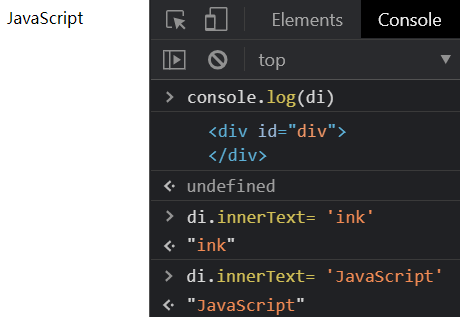 JavaScript
Elements
Console
top
console.log(di)
<div id="div">
</div>
undefined
di.innerText= 'ink'
"ink"
di.innerText= 'JavaScript'
"JavaScript"